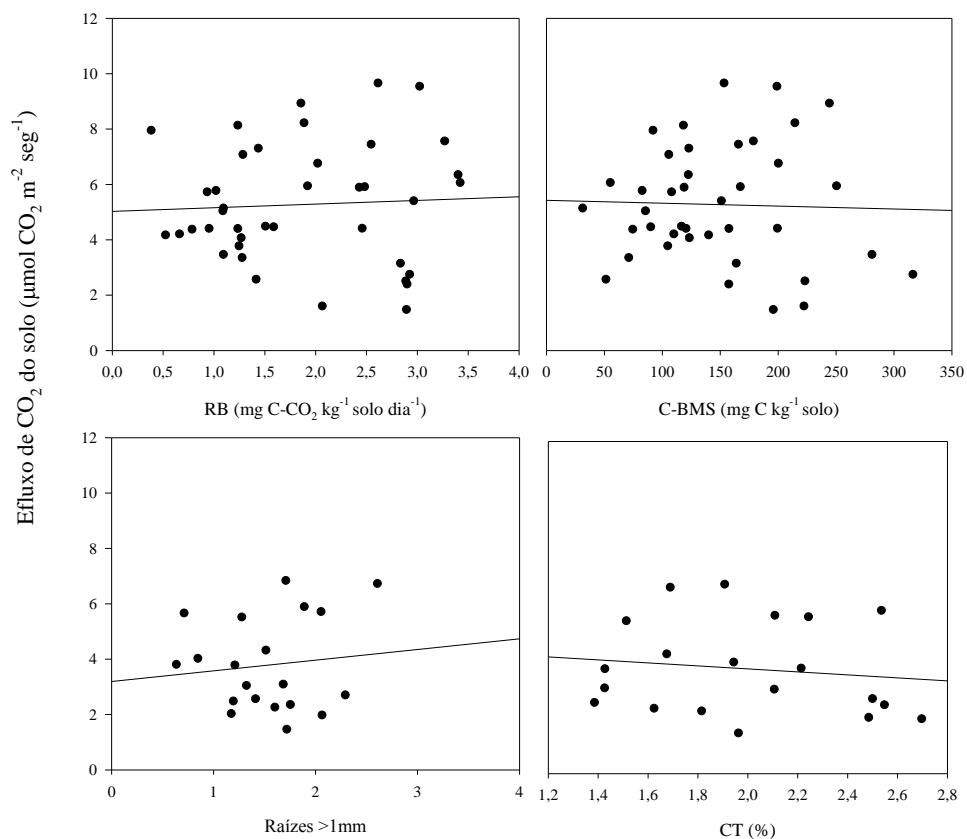 Efluxo de CO₂ do solo (µmol CO₂ m⁻² seg⁻¹)
12
10
8
6
4
2
0
0,0 0,5 1,0 1,5 2,0 2,5 3,0 3,5 4,0
RB (mg C-CO₂ kg⁻¹ solo dia⁻¹)
0 50 100 150 200 250 300 350
C-BMS (mg C kg⁻¹ solo)
12
10
8
6
4
2
0
0 1 2 3 4
Raízes >1mm
1,2 1,4 1,6 1,8 2,0 2,2 2,4 2,6 2,8
CT (%)